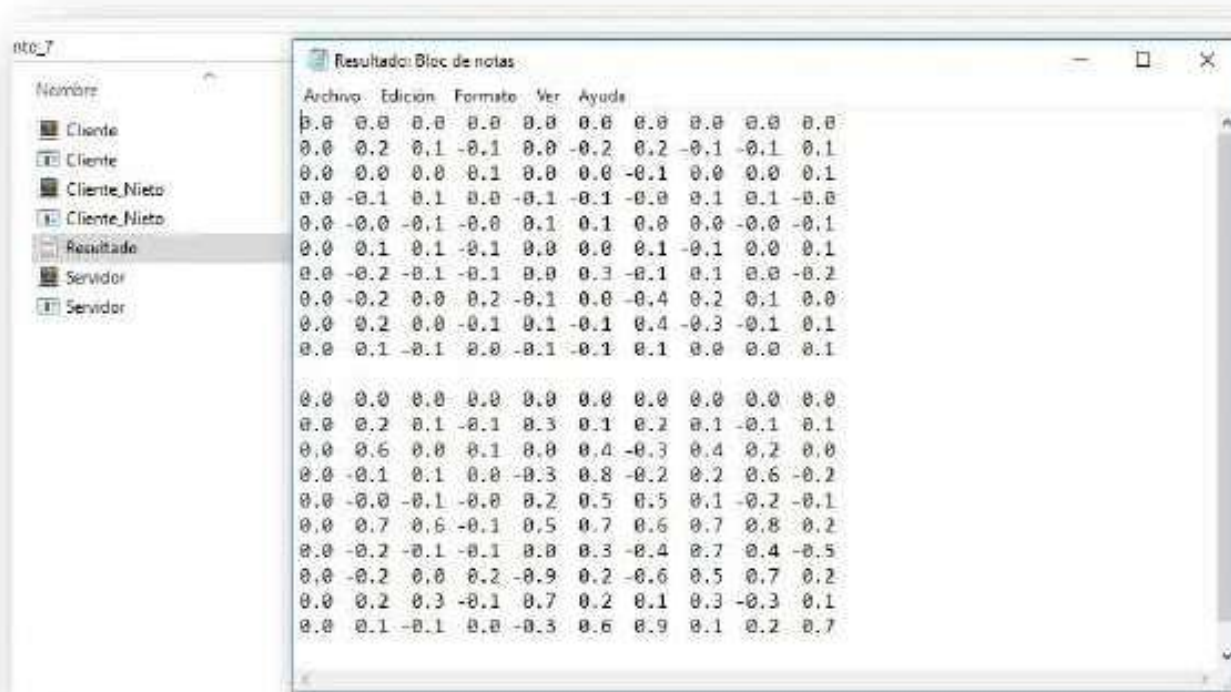 nto_7
Nombre
Cliente
Cliente
Cliente_Nieto
Cliente_Nieto
Resultado
Servidor
Servidor
Resultado: Bloc de notas
Archivo Edición Formato Ver Ayuda
0.0 0.0 0.0 0.0 0.0 0.0 0.0 0.0 0.0 0.0
0.0 0.2 0.1 -0.1 0.0 -0.2 0.2 -0.1 -0.1 0.1
0.0 0.0 0.0 0.1 0.0 0.0 -0.1 0.0 0.0 0.1
0.0 -0.1 0.1 0.0 -0.1 -0.1 -0.0 0.1 0.1 -0.0
0.0 -0.0 -0.1 -0.0 0.1 0.1 0.0 0.0 -0.0 -0.1
0.0 0.1 0.1 -0.1 0.0 0.0 0.1 -0.1 0.0 0.1
0.0 -0.2 -0.1 -0.1 0.0 0.3 -0.1 0.1 0.0 -0.2
0.0 -0.2 0.0 0.2 -0.1 0.0 -0.4 0.2 0.1 0.0
0.0 0.2 0.0 -0.1 0.1 -0.1 0.4 -0.3 -0.1 0.1
0.0 0.1 -0.1 0.0 -0.1 -0.1 0.1 0.0 0.0 0.1
0.0 0.0 0.0 0.0 0.0 0.0 0.0 0.0 0.0 0.0
0.0 0.2 0.1 -0.1 0.3 0.1 0.2 0.1 -0.1 0.1
0.0 0.6 0.0 0.1 0.0 0.4 -0.3 0.4 0.2 0.0
0.0 -0.1 0.1 0.0 -0.3 0.8 -0.2 0.2 0.6 -0.2
0.0 -0.0 -0.1 -0.0 0.2 0.5 0.5 0.1 -0.2 -0.1
0.0 0.7 0.6 -0.1 0.5 0.7 0.6 0.7 0.8 0.2
0.0 -0.2 -0.1 -0.1 0.0 0.3 -0.4 0.7 0.4 -0.5
0.0 -0.2 0.0 0.2 -0.9 0.2 -0.6 0.5 0.7 0.2
0.0 0.2 0.3 -0.1 0.7 0.2 0.1 0.3 -0.3 0.1
0.0 0.1 -0.1 0.0 -0.3 0.6 0.9 0.1 0.2 0.7